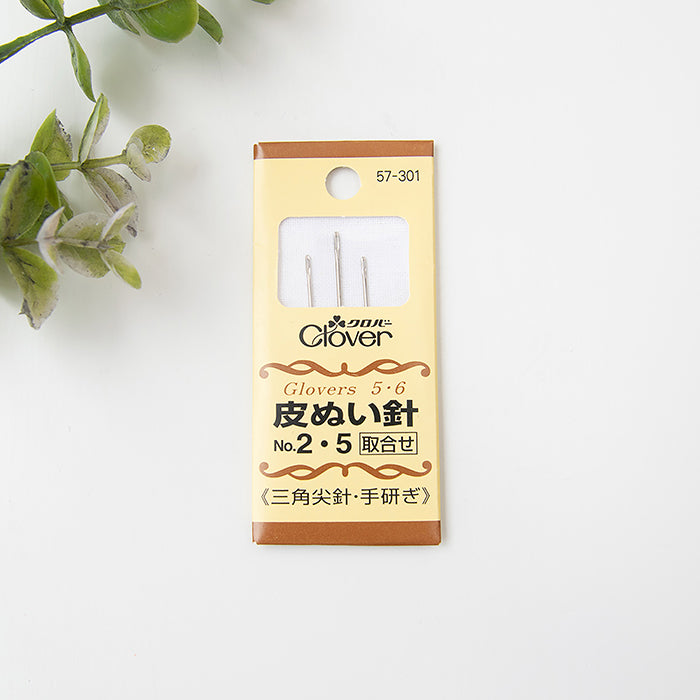 57-301
クロバー
Clover
Glovers 5・6
皮ぬい針
No.2・5 取合せ
《三角尖針・手研ぎ》